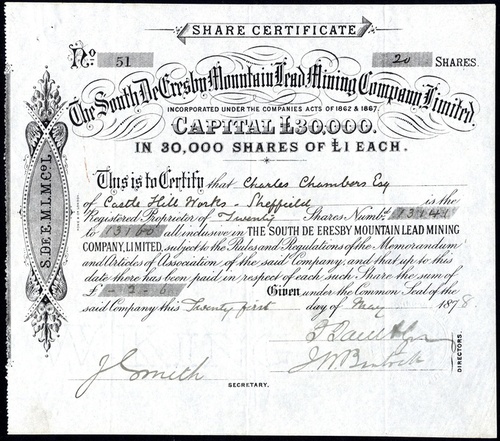 SHARE CERTIFICATE
No. 51 20 SHARES.
The South De Eresby Mountain Lead Mining Company, Limited.
INCORPORATED UNDER THE COMPANIES ACTS OF 1862 & 1867.
CAPITAL £30,000.
IN 30,000 SHARES OF £1 EACH.
This is to Certify that Charles Chambers Esq
of Castle Hill Works - Sheffield is the
Registered Proprietor of Twenty Shares Numbd. 13141
to 13160 all inclusive in THE SOUTH DE ERESBY MOUNTAIN LEAD MINING
COMPANY, LIMITED, subject to the Rules and Regulations of the Memorandum
and Articles of Association of the said Company, and that up to this
date there has been paid in respect of each such Share the sum of
£ - 2 - 6 Given under the Common Seal of the
said Company this Twenty first day of May 1878
J Smith
SECRETARY.
DIRECTORS.
S. DE E. M. L. M. Co. L.